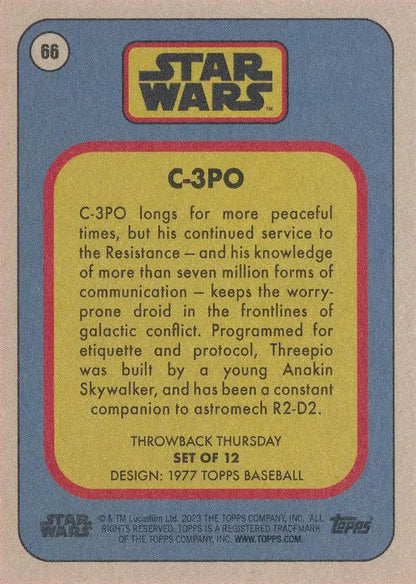 66
STAR
WARS™
C-3PO
C-3PO longs for more peaceful
times, but his continued service to
the Resistance – and his knowledge
of more than seven million forms of
communication – keeps the worry-
prone droid in the frontlines of
galactic conflict. Programmed for
etiquette and protocol, Threepio
was built by a young Anakin
Skywalker, and has been a constant
companion to astromech R2-D2.
THROWBACK THURSDAY
SET OF 12
DESIGN: 1977 TOPPS BASEBALL
STAR
WARS
© & TM Lucasfilm Ltd. 2023 THE TOPPS COMPANY, INC. ALL
RIGHTS RESERVED. TOPPS IS A REGISTERED TRADEMARK
OF THE TOPPS COMPANY, INC. WWW.TOPPS.COM.
topps